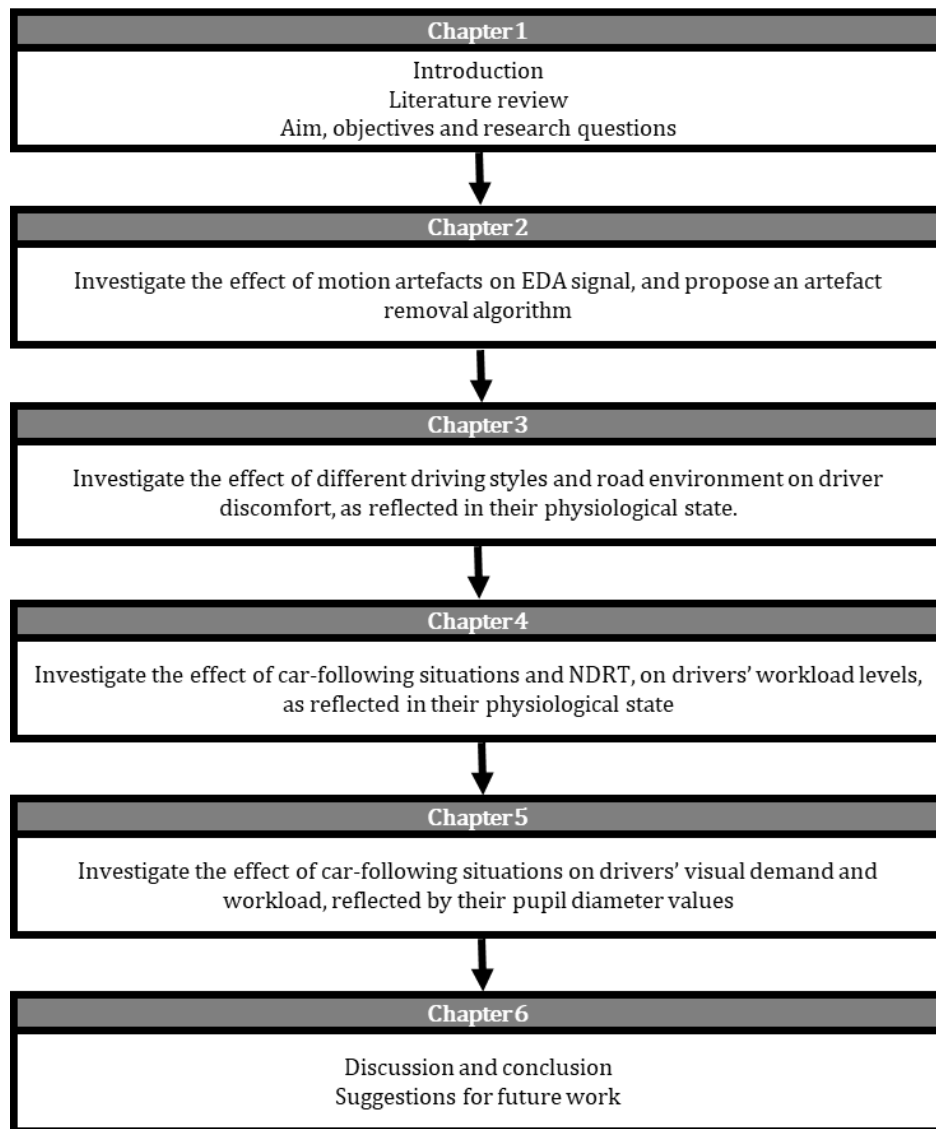 Chapter 1
Introduction
Literature review
Aim, objectives and research questions
Chapter 2
Investigate the effect of motion artefacts on EDA signal, and propose an artefact
removal algorithm
Chapter 3
Investigate the effect of different driving styles and road environment on driver
discomfort, as reflected in their physiological state.
Chapter 4
Investigate the effect of car-following situations and NDRT, on drivers’ workload levels,
as reflected in their physiological state
Chapter 5
Investigate the effect of car-following situations on drivers’ visual demand and
workload, reflected by their pupil diameter values
Chapter 6
Discussion and conclusion
Suggestions for future work